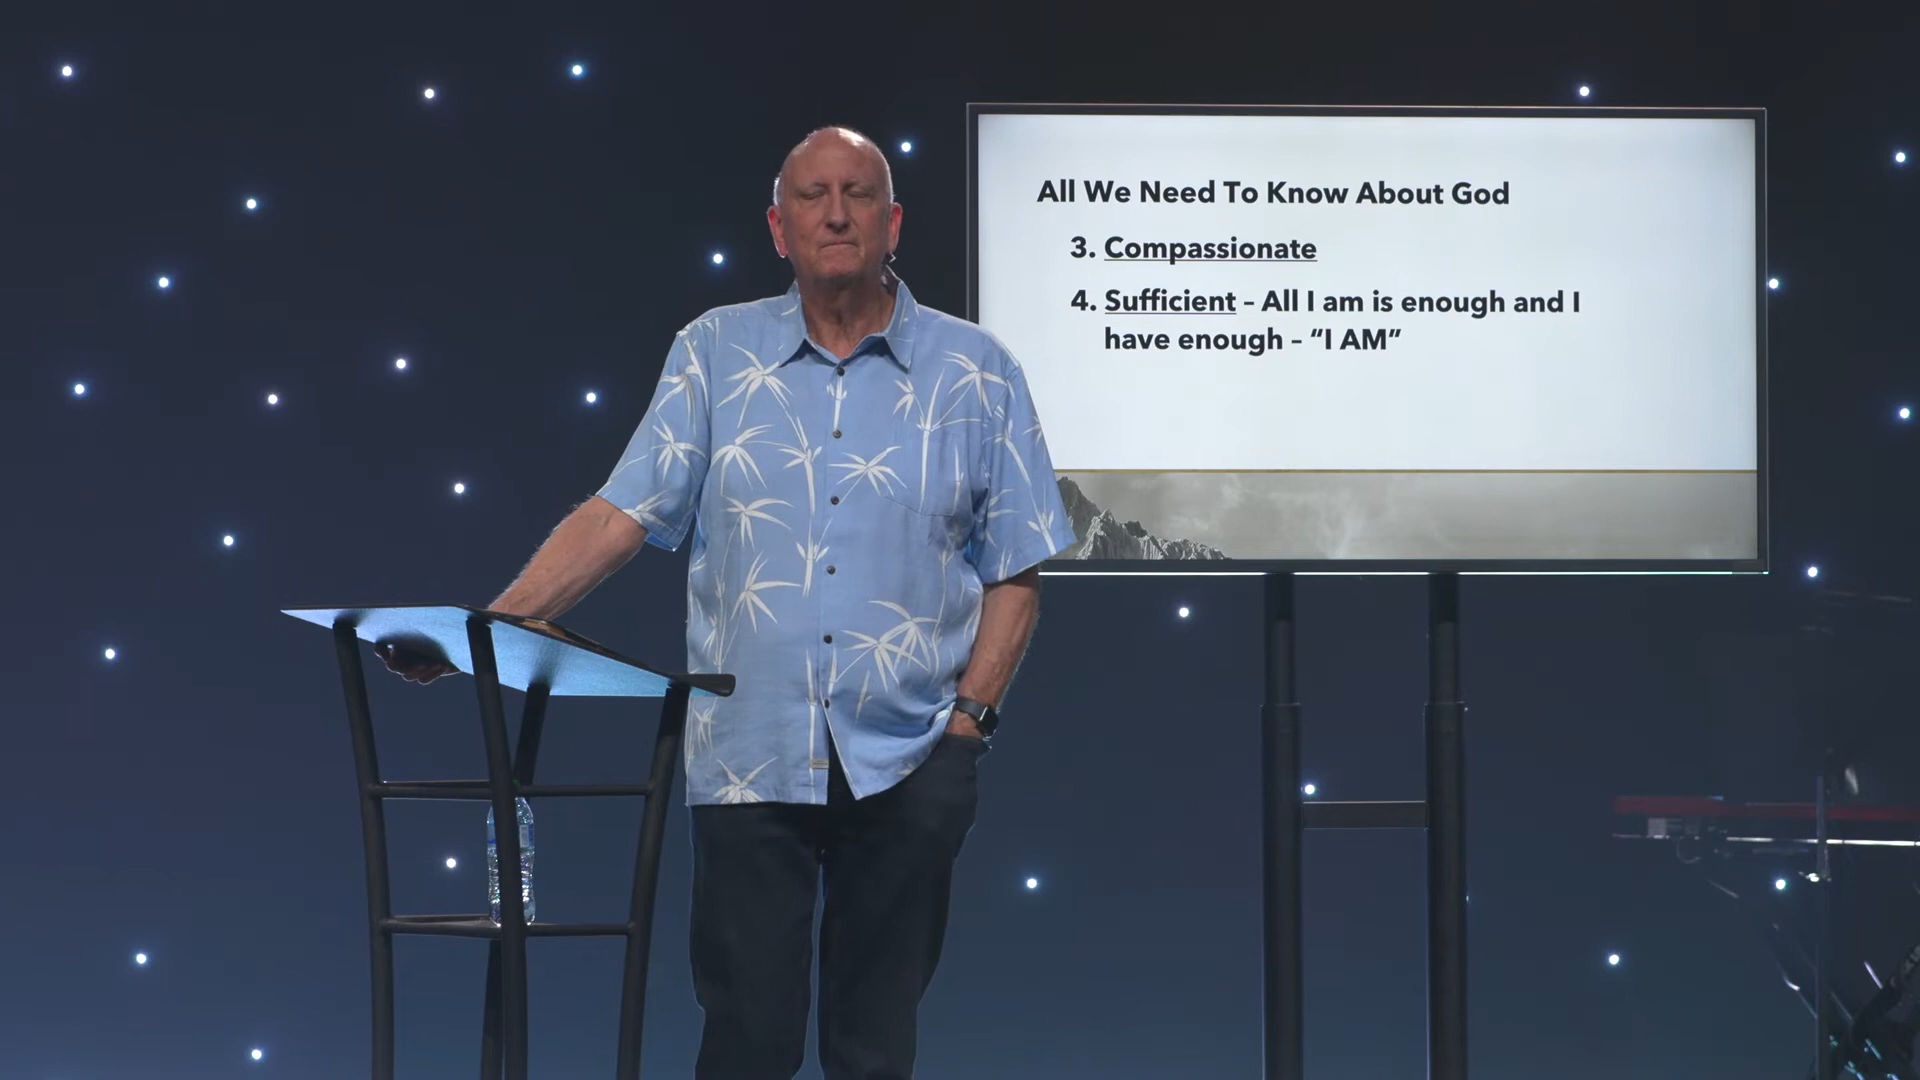 All We Need To Know About God
3. Compassionate
4. Sufficient – All I am is enough and I
have enough – “I AM”